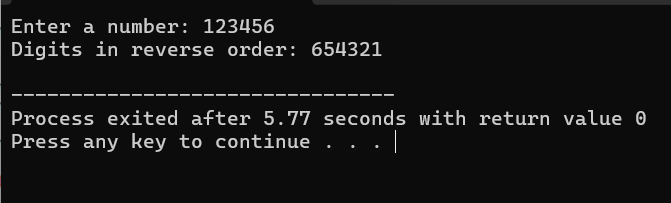 Enter a number: 123456
Digits in reverse order: 654321
--------------------------------
Process exited after 5.77 seconds with return value 0
Press any key to continue . . .